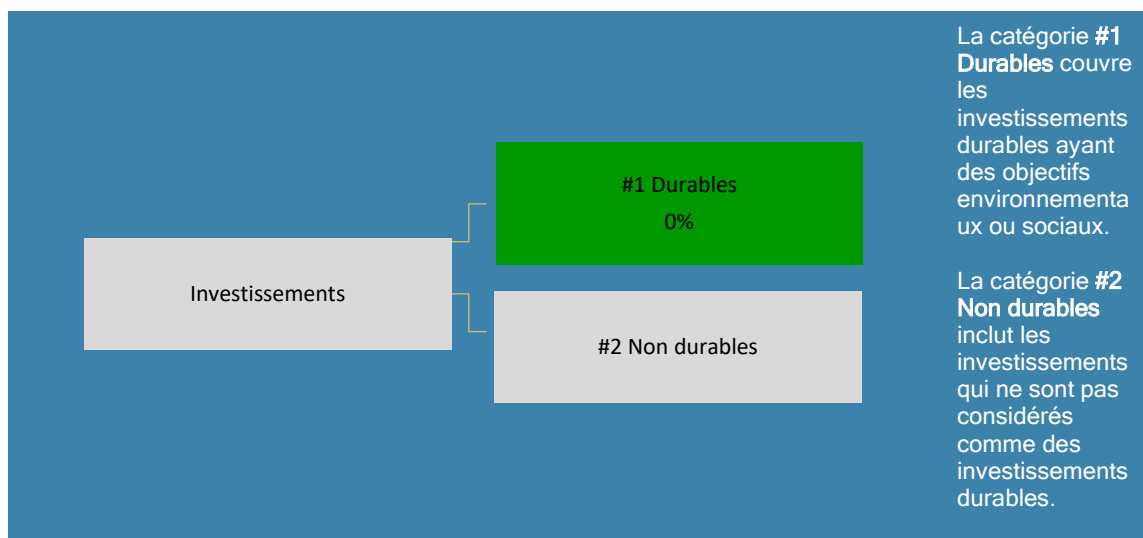 Investissements
#1 Durables
0%
#2 Non durables
La catégorie #1
Durables couvre
les
investissements
durables ayant
des objectifs
environnementa
ux ou sociaux.
La catégorie #2
Non durables
inclut les
investissements
qui ne sont pas
considérés
comme des
investissements
durables.